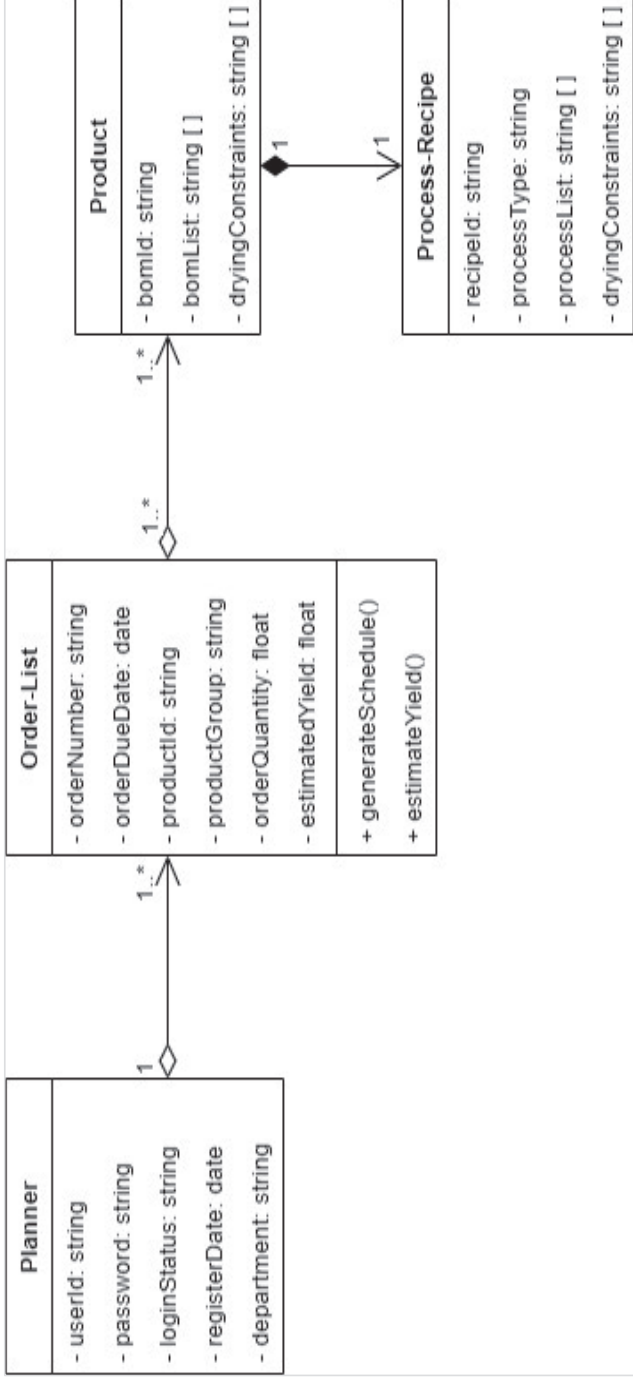 Planner
- userId: string
- password: string
- loginStatus: string
- registerDate: date
- department: string
1
1..*
Order-List
- orderNumber: string
- orderDueDate: date
- productId: string
- productGroup: string
- orderQuantity: float
- estimatedYield: float
+ generateSchedule()
+ estimateYield()
1..*
1..*
Product
- bomId: string
- bomList: string [ ]
- dryingConstraints: string [ ]
1
1
Process-Recipe
- recipeId: string
- processType: string
- processList: string [ ]
- dryingConstraints: string [ ]